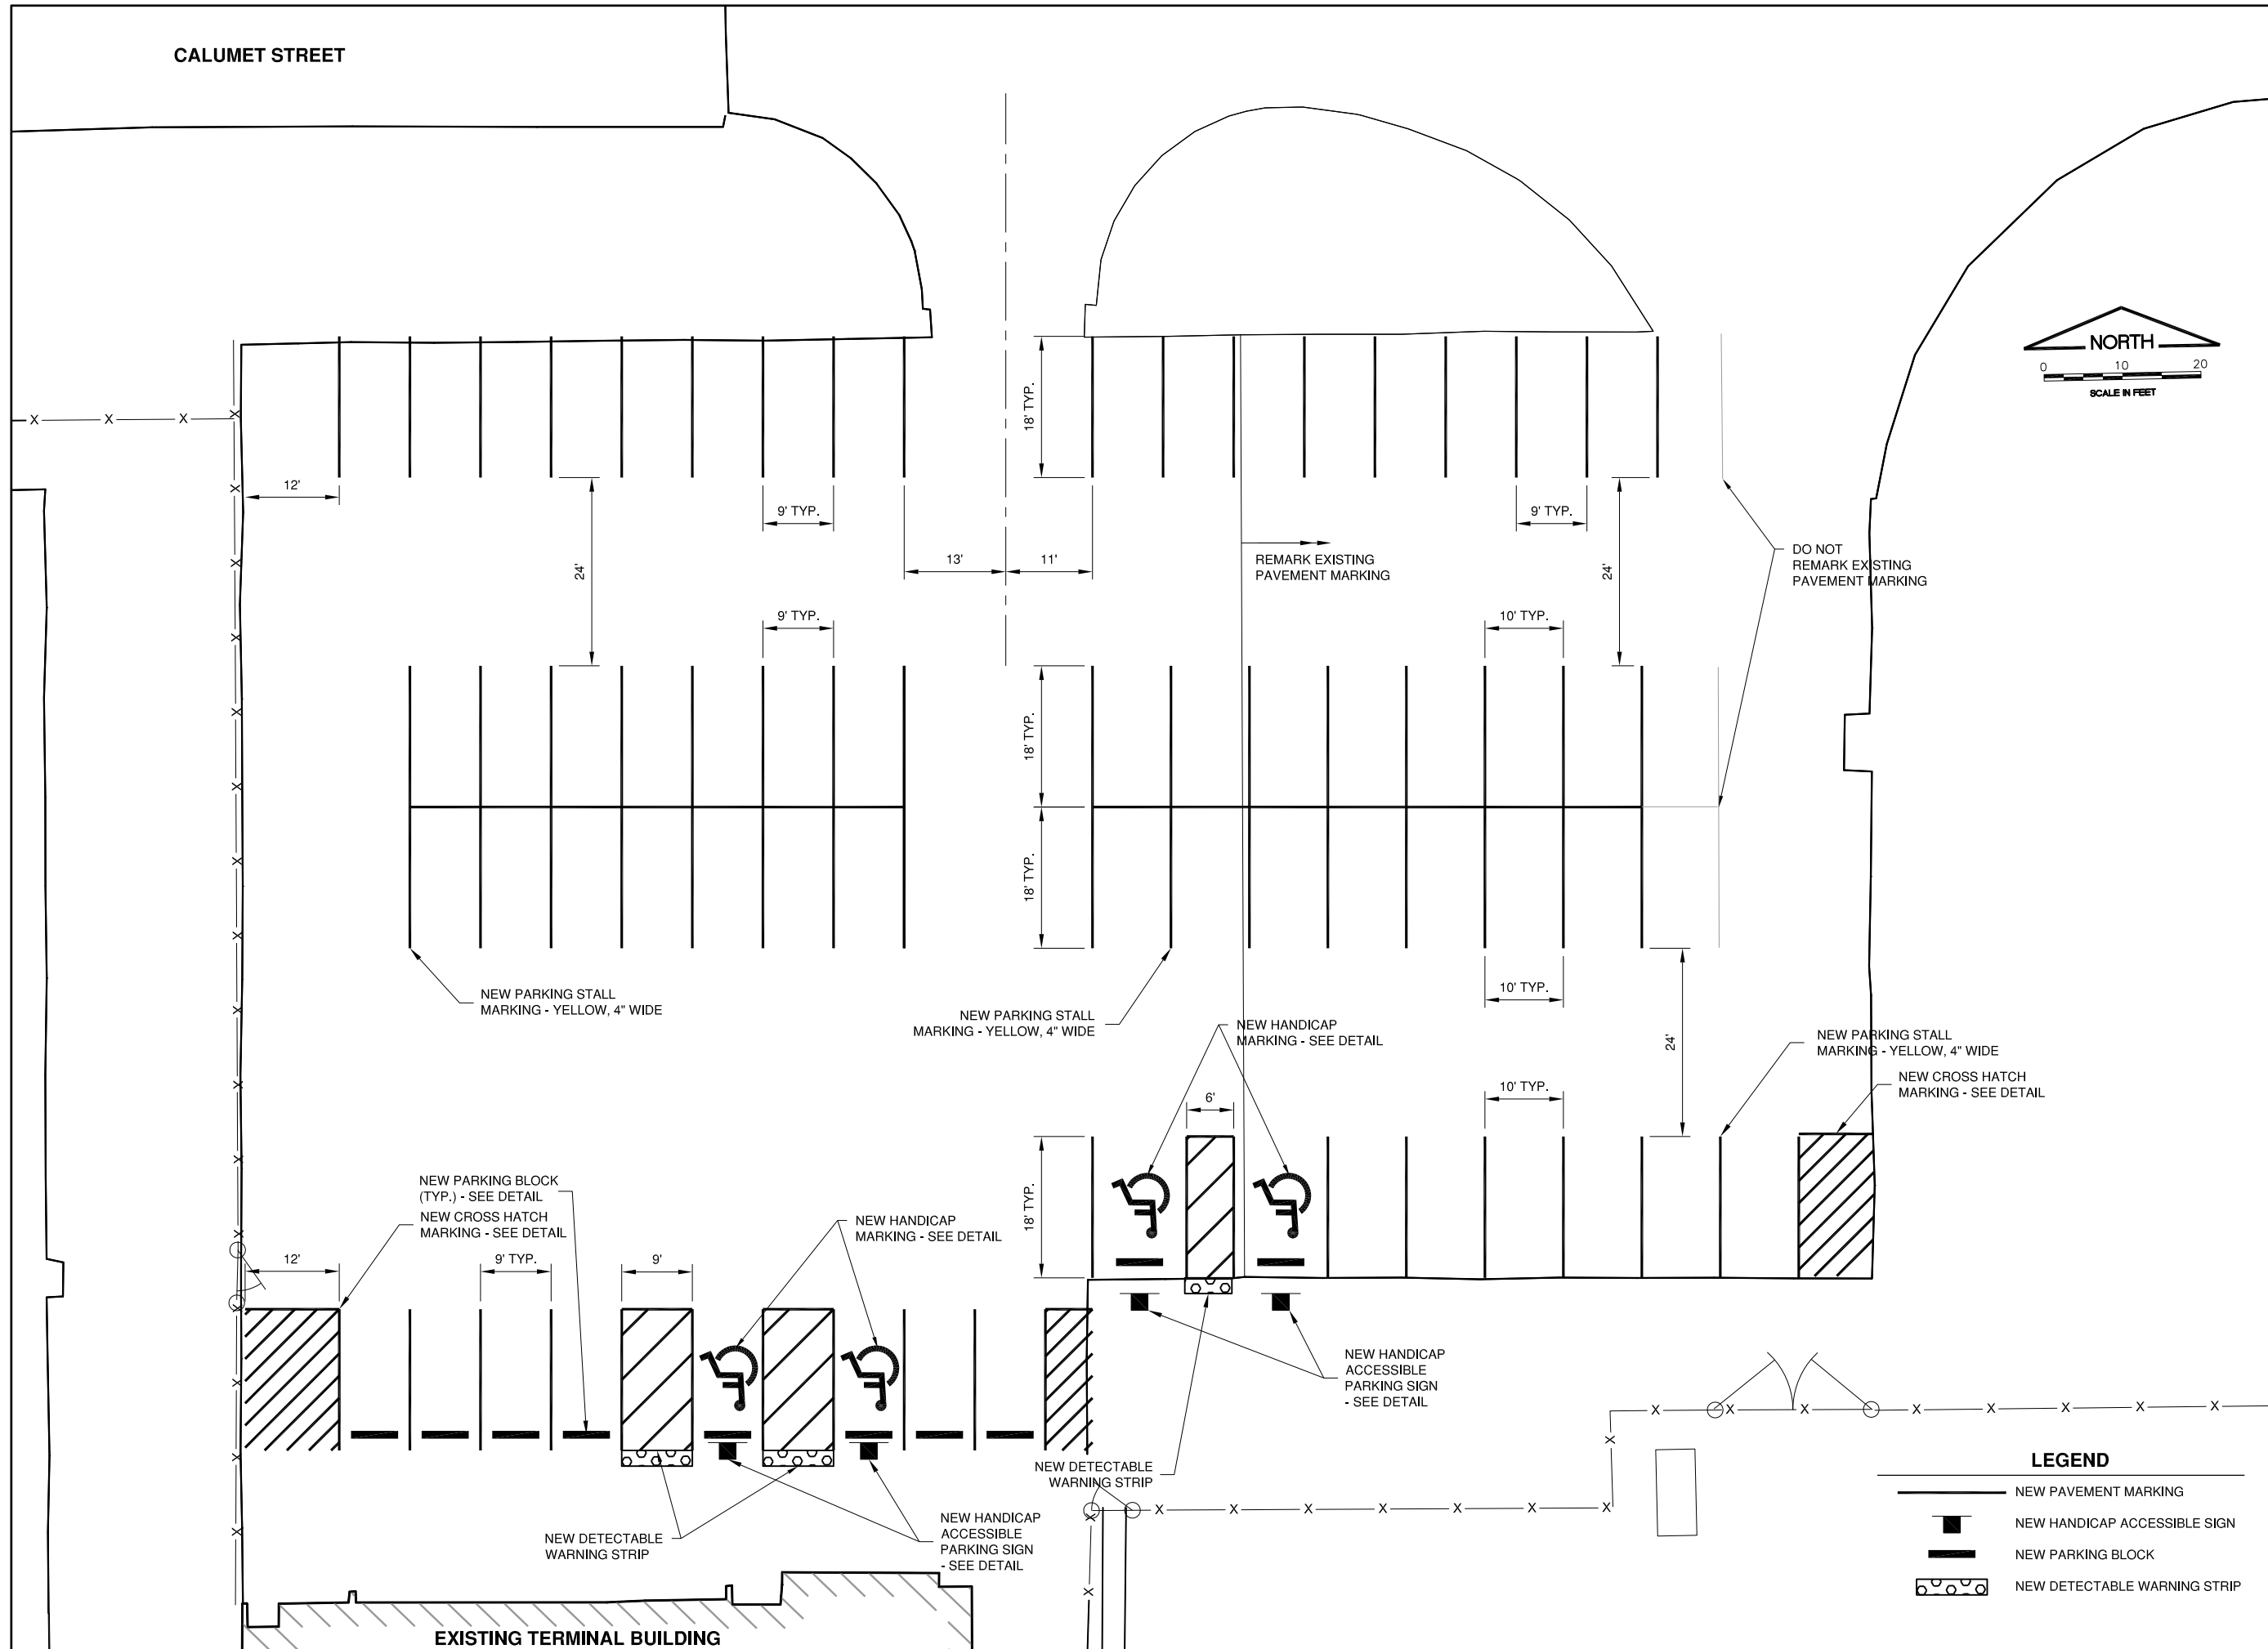 CALUMET STREET
NORTH
0 10 20
SCALE IN FEET
18' TYP.
12'
9' TYP.
9' TYP.
24'
13'
11'
REMARK EXISTING
PAVEMENT MARKING
24'
DO NOT
REMARK EXISTING
PAVEMENT MARKING
9' TYP.
10' TYP.
18' TYP.
18' TYP.
NEW PARKING STALL
MARKING - YELLOW, 4" WIDE
10' TYP.
NEW PARKING STALL
MARKING - YELLOW, 4" WIDE
NEW HANDICAP
MARKING - SEE DETAIL
24'
NEW PARKING STALL
MARKING - YELLOW, 4" WIDE
NEW CROSS HATCH
MARKING - SEE DETAIL
10' TYP.
6'
18' TYP.
NEW PARKING BLOCK
(TYP.) - SEE DETAIL
NEW CROSS HATCH
MARKING - SEE DETAIL
NEW HANDICAP
MARKING - SEE DETAIL
12'
9' TYP.
9'
NEW HANDICAP
ACCESSIBLE
PARKING SIGN
- SEE DETAIL
NEW DETECTABLE
WARNING STRIP
NEW HANDICAP
ACCESSIBLE
PARKING SIGN
- SEE DETAIL
NEW DETECTABLE
WARNING STRIP
LEGEND
NEW PAVEMENT MARKING
NEW HANDICAP ACCESSIBLE SIGN
NEW PARKING BLOCK
NEW DETECTABLE WARNING STRIP
EXISTING TERMINAL BUILDING